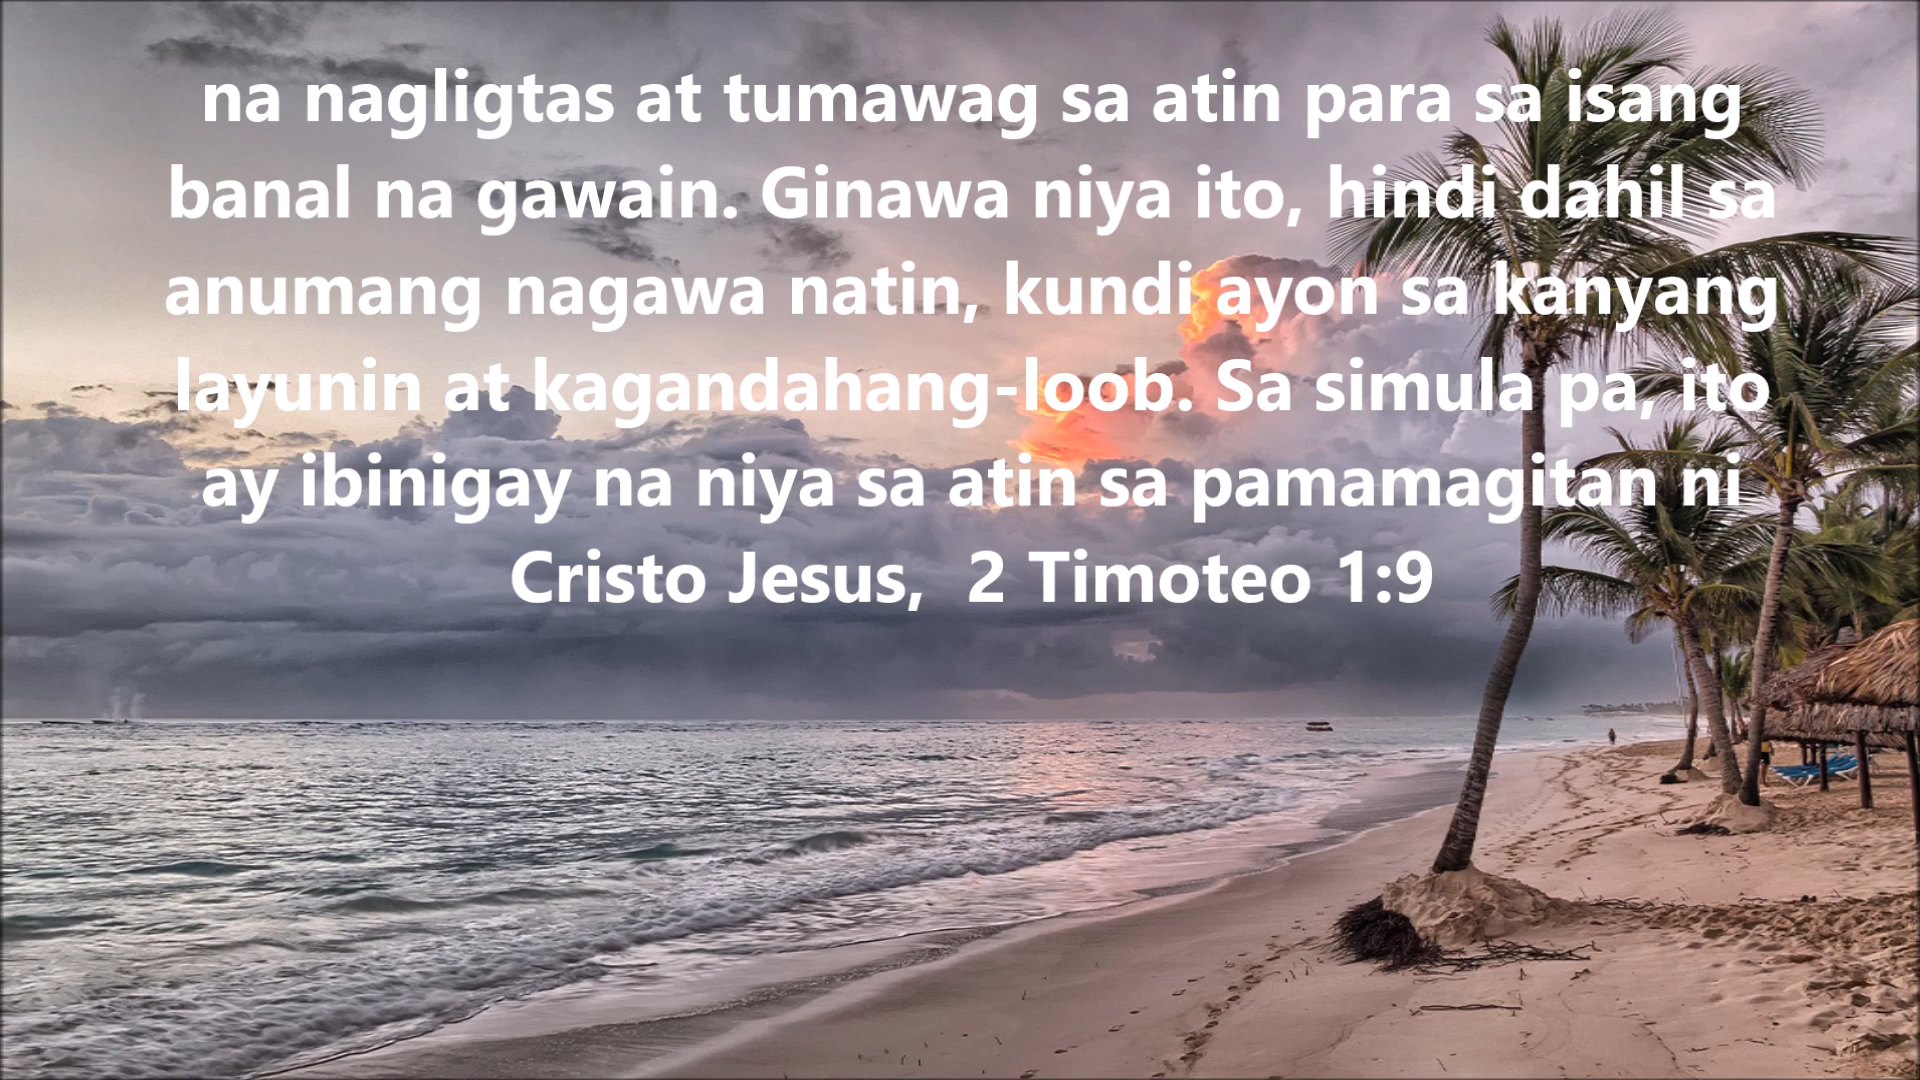 na nagligtas at tumawag sa atin para sa isang
banal na gawain. Ginawa niya ito, hindi dahil sa
anumang nagawa natin, kundi ayon sa kanyang
layunin at kagandahang-loob. Sa simula pa, ito
ay ibinigay na niya sa atin sa pamamagitan ni
Cristo Jesus,  2 Timoteo 1:9